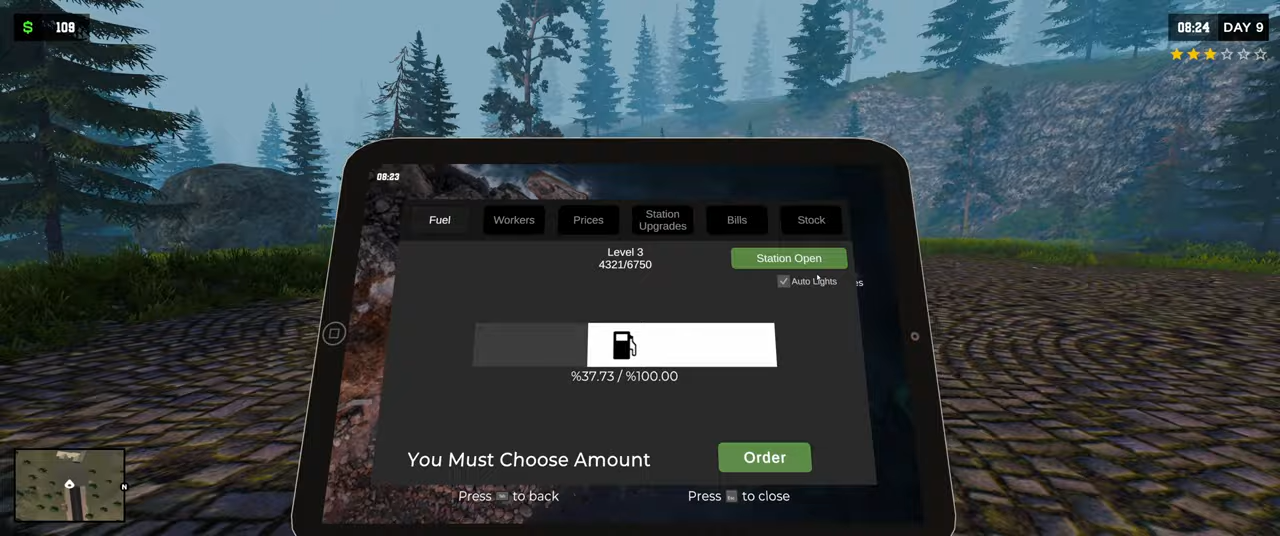 $ 109
08:24 DAY 9
08:23
Fuel
Workers
Prices
Station
Upgrades
Bills
Stock
Level 3
4321/6750
Station Open
Auto Lights
es
%37.73 / %100.00
You Must Choose Amount
Order
Press to back
Press to close
N